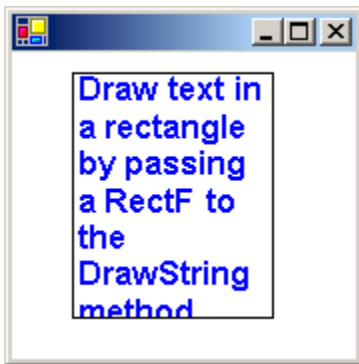 Draw text in
a rectangle
by passing
a RectF to
the
DrawString
method